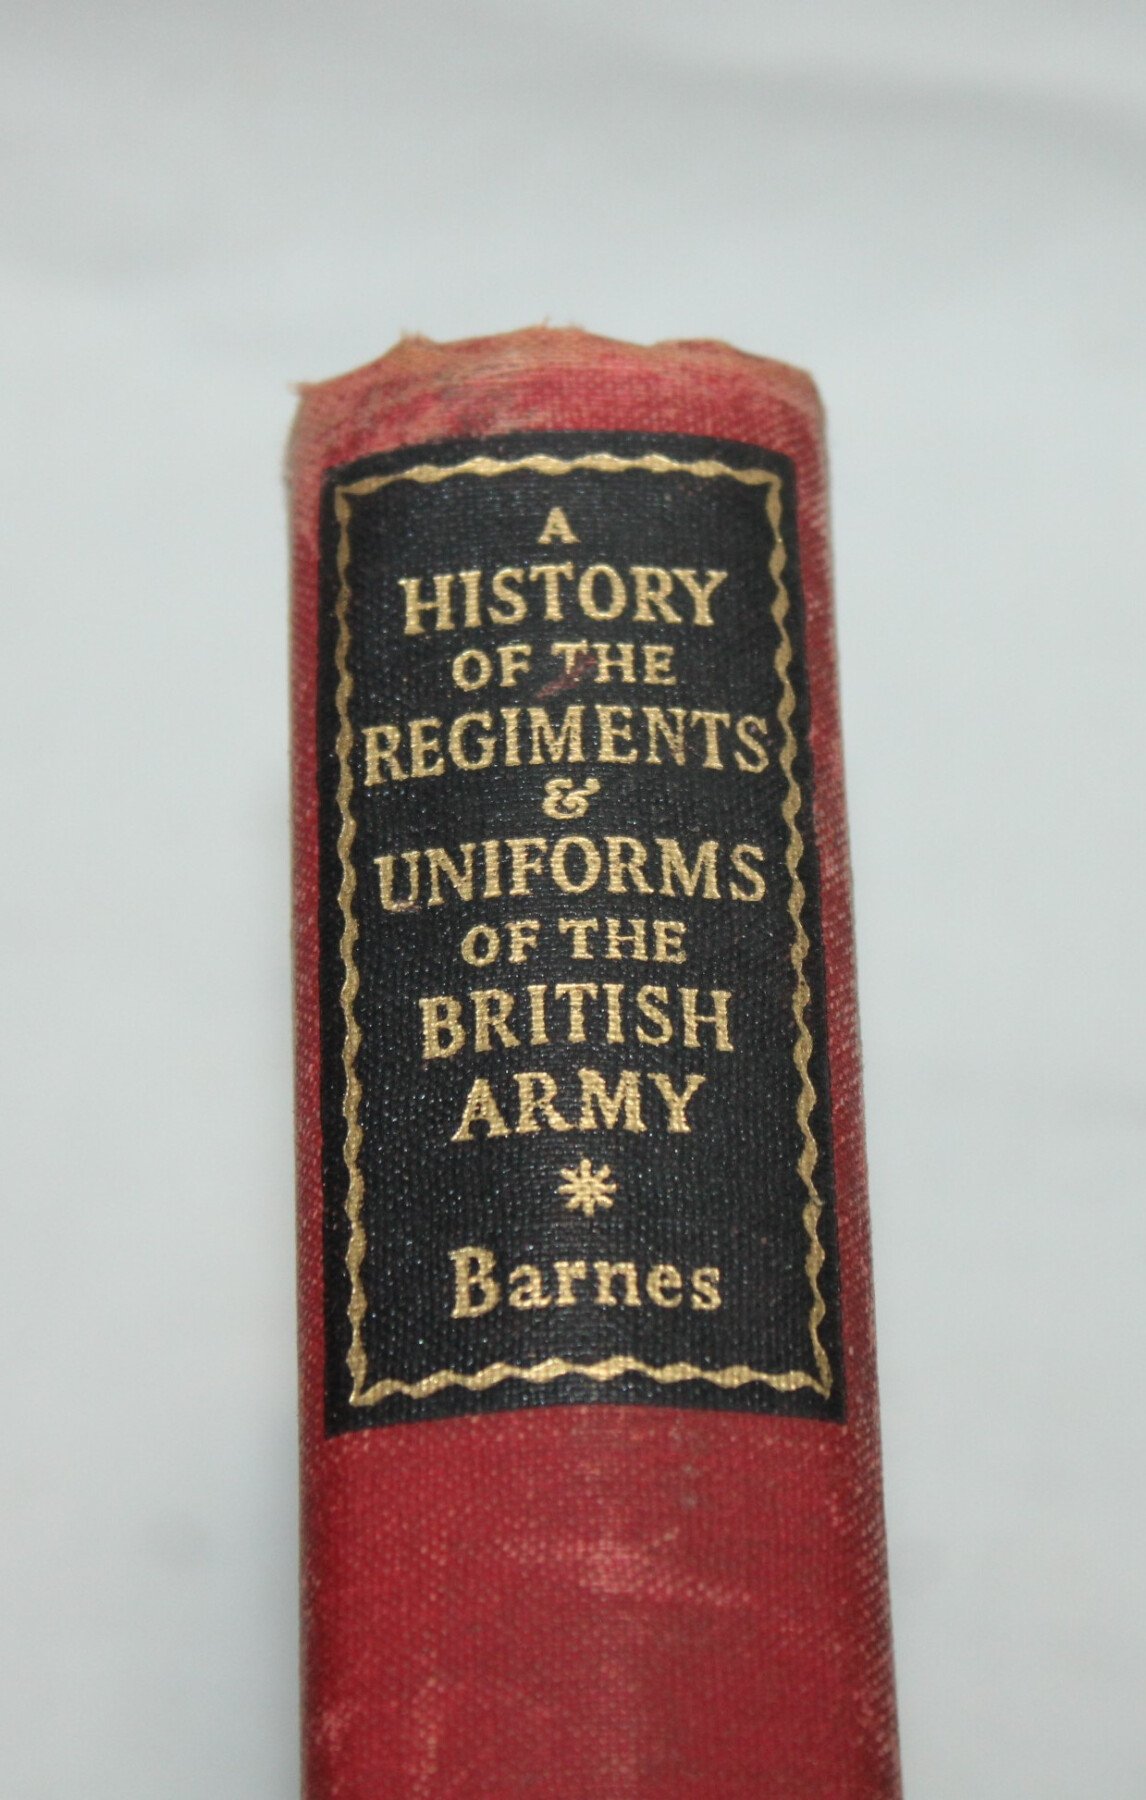 A
HISTORY
OF THE
REGIMENTS
&
UNIFORMS
OF THE
BRITISH
ARMY
*
Barnes